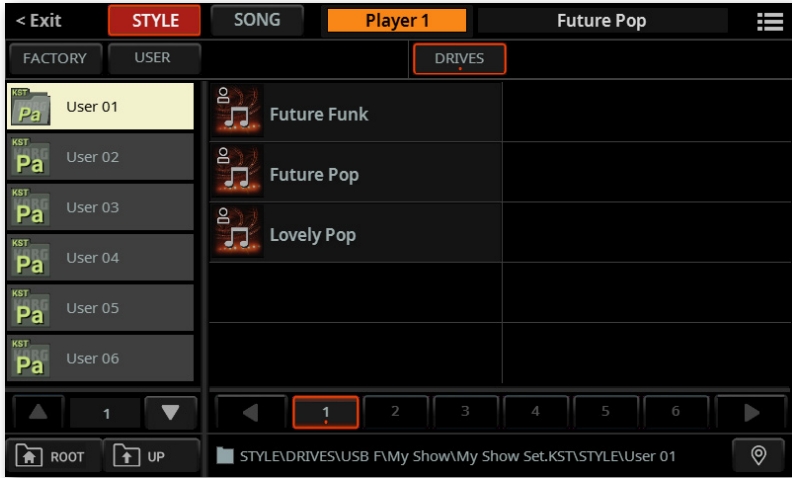 < Exit STYLE SONG Player 1 Future Pop
FACTORY USER DRIVES
KST Pa User 01
KST Pa User 02
KST Pa User 03
KST Pa User 04
KST Pa User 05
KST Pa User 06
Future Funk
Future Pop
Lovely Pop
1 1 2 3 4 5 6
ROOT UP STYLE\DRIVES\USB F\My Show\My Show Set.KST\STYLE\User 01